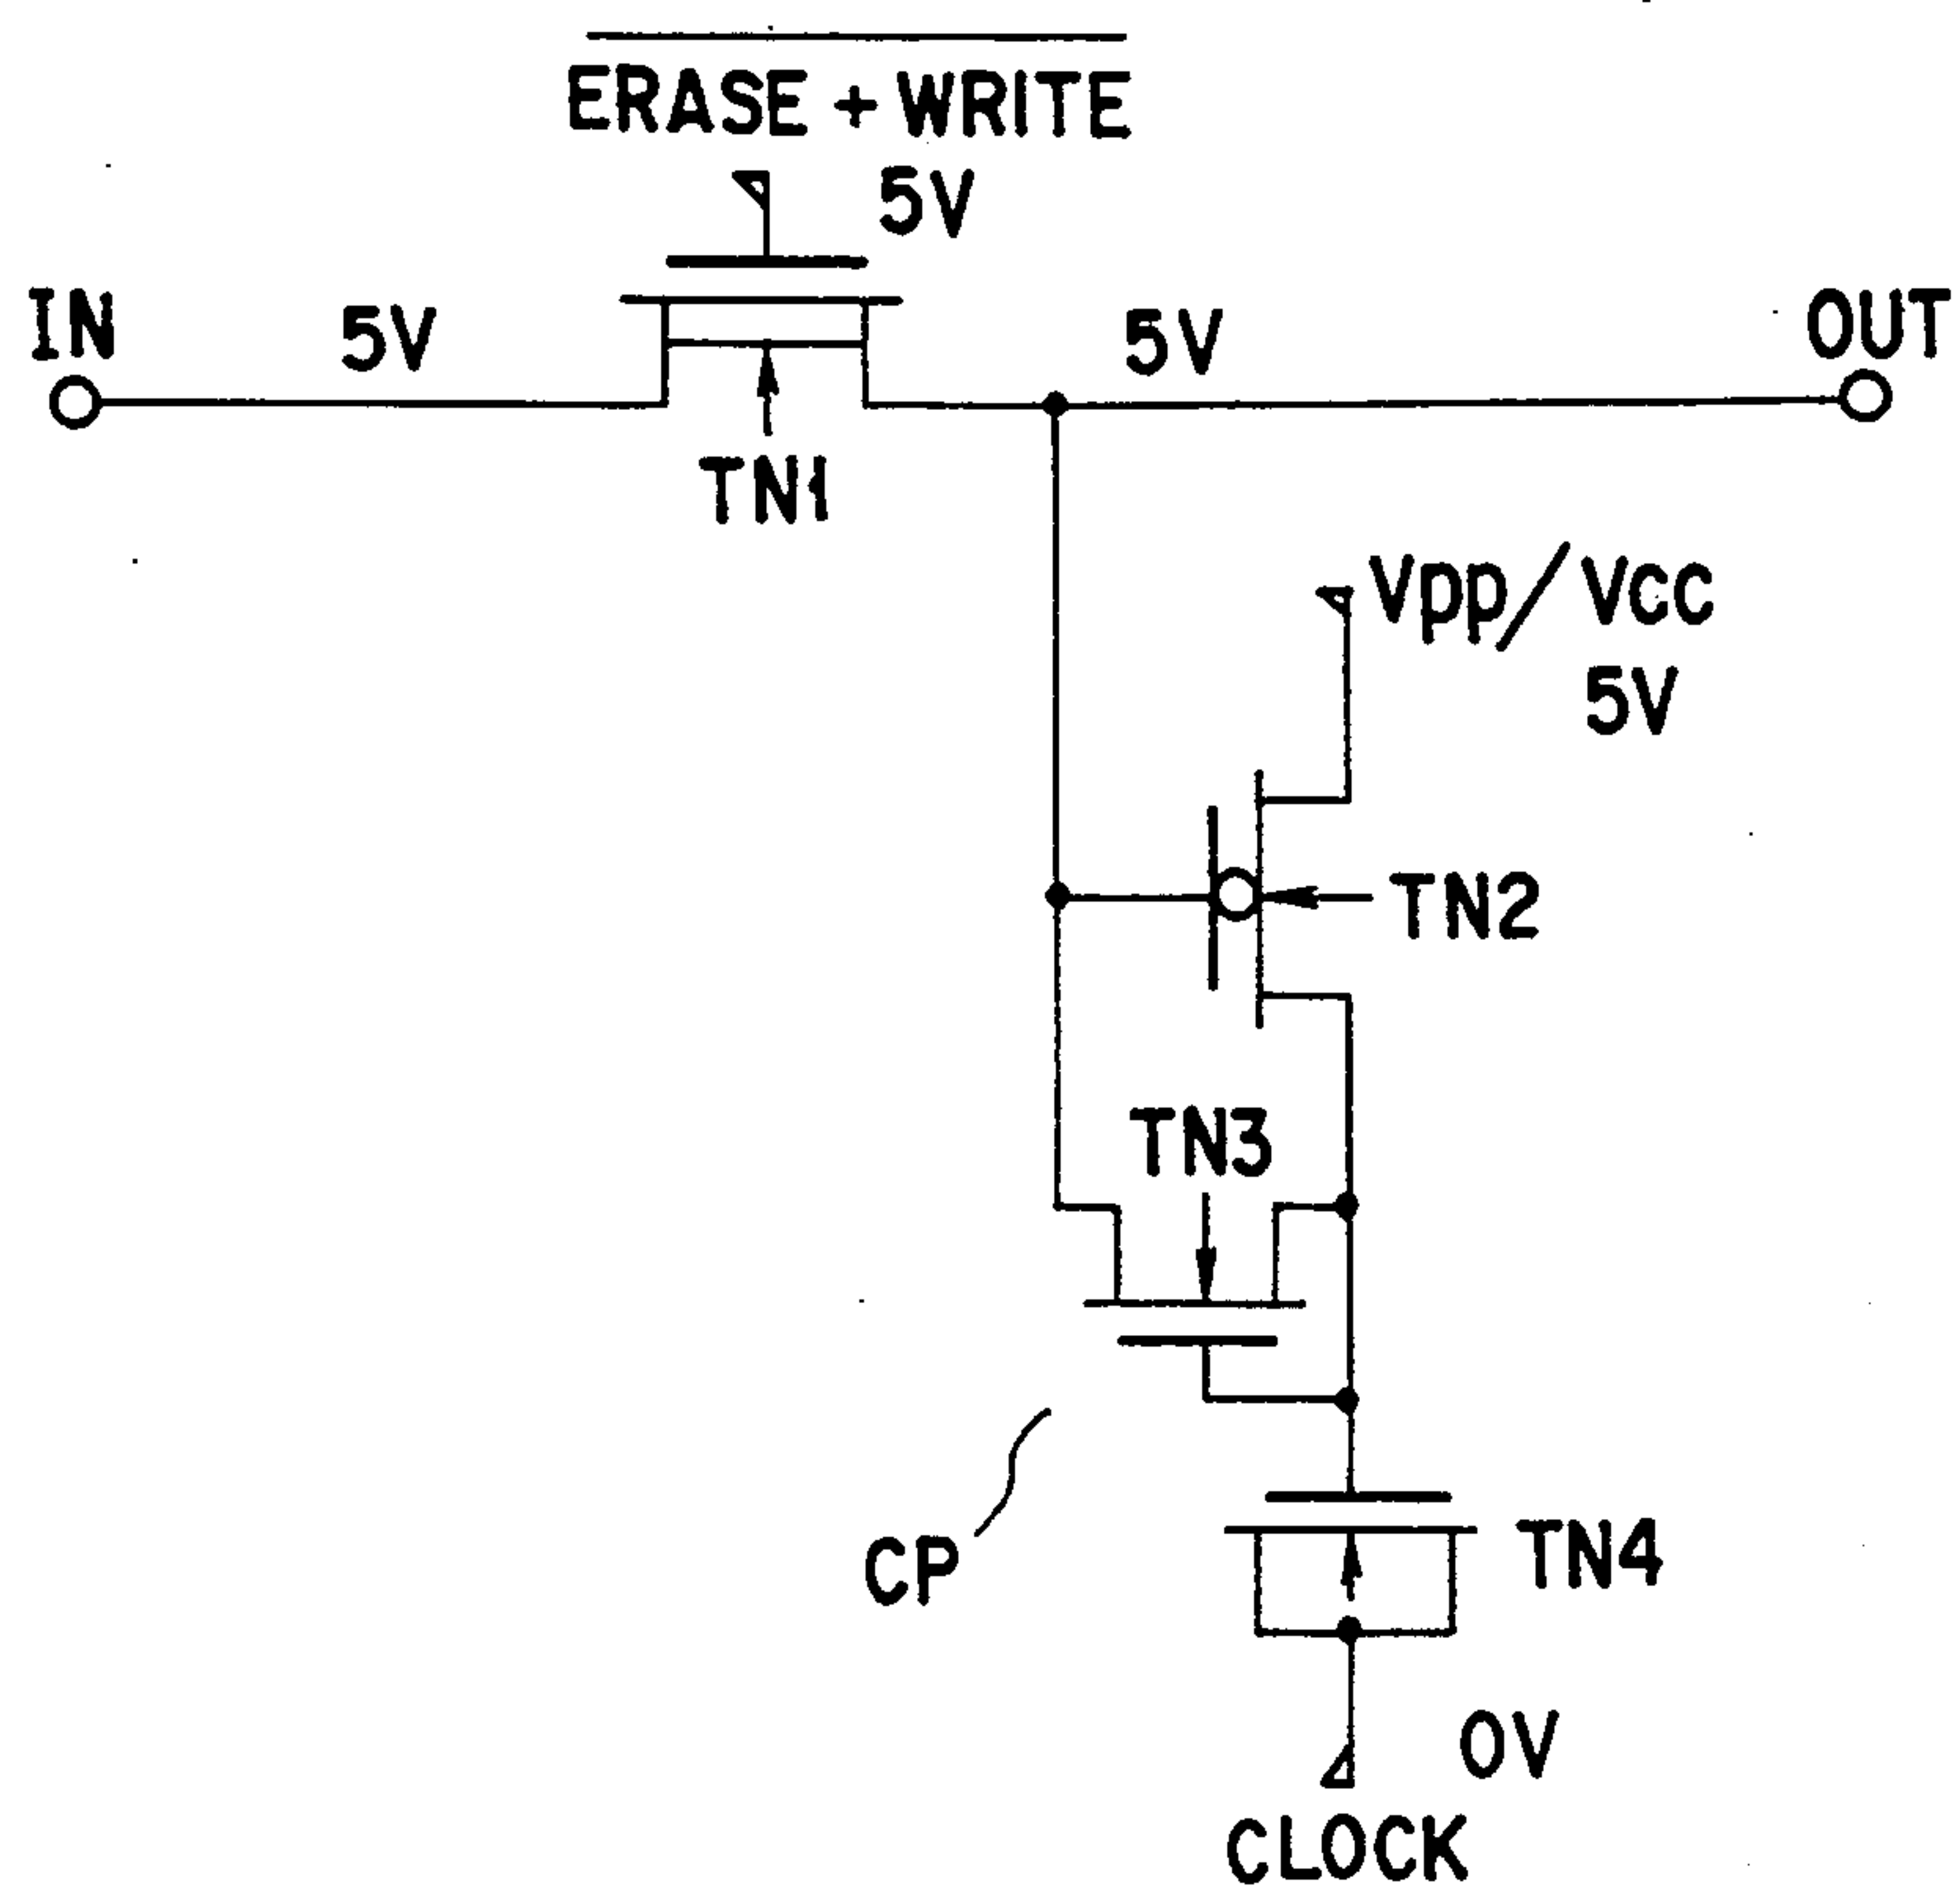 ERASE + WRITE
5V
IN
5V
5V
OUT
TN1
Vpp/Vcc
5V
TN2
TN3
CP
TN4
0V
CLOCK